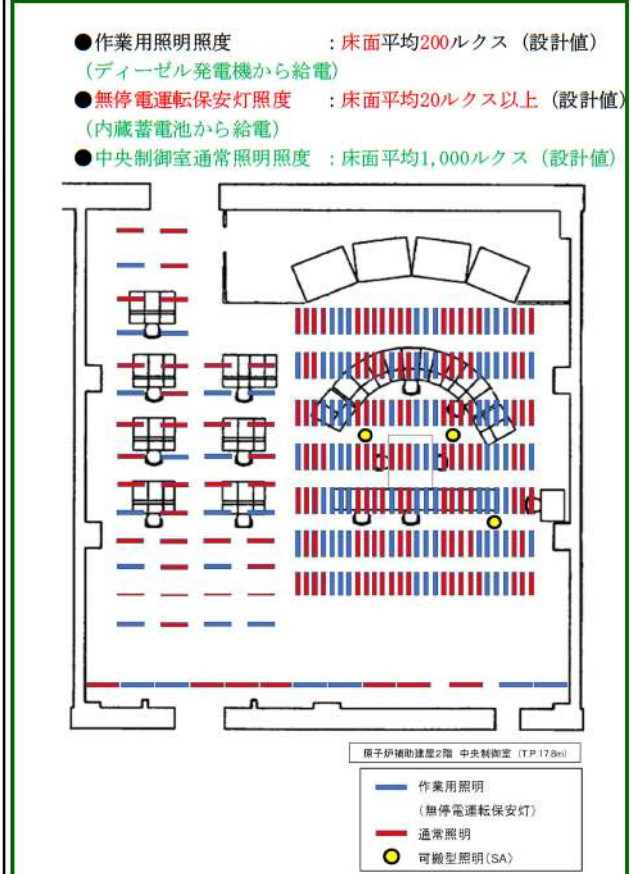 ●作業用照明照度 : 床面平均200ルクス (設計値)
(ディーゼル発電機から給電)
●無停電運転保安灯照度 : 床面平均20ルクス以上 (設計値)
(内蔵蓄電池から給電)
●中央制御室通常照明照度 : 床面平均1,000ルクス (設計値)
原子炉補助建屋2階 中央制御室 (T.P.17.8m)
作業用照明
(無停電運転保安灯)
通常照明
可搬型照明(SA)